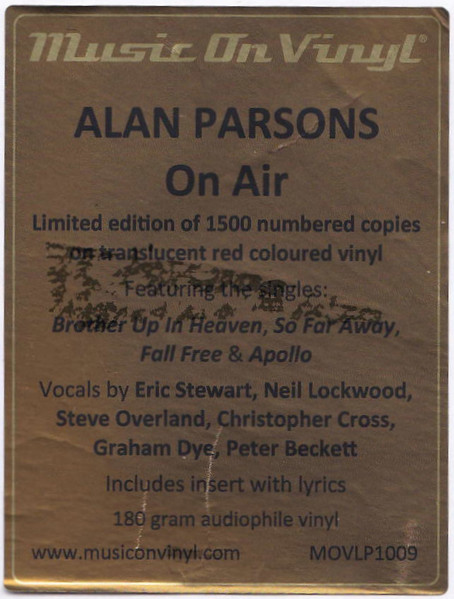 Music On Vinyl®
ALAN PARSONS
On Air
Limited edition of 1500 numbered copies
on translucent red coloured vinyl
Featuring the singles:
Brother Up In Heaven, So Far Away,
Fall Free & Apollo
Vocals by Eric Stewart, Neil Lockwood,
Steve Overland, Christopher Cross,
Graham Dye, Peter Beckett
Includes insert with lyrics
180 gram audiophile vinyl
www.musiconvinyl.com MOVLP1009